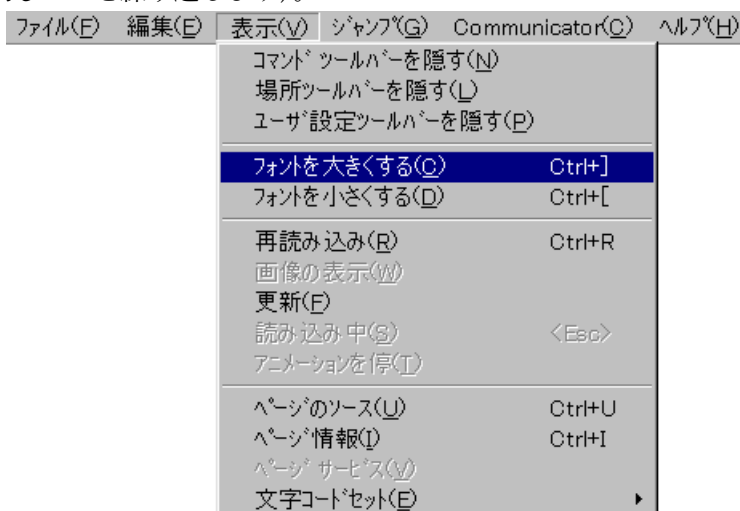 ファイル(F) 編集(E) 表示(V) ジャンプ(G) Communicator(C) ヘルプ(H)
コマンド ツールバーを隠す(N)
場所ツールバーを隠す(L)
ユーザ設定ツールバーを隠す(P)
フォントを大きくする(C) Ctrl+]
フォントを小さくする(D) Ctrl+[
再読み込み(R) Ctrl+R
画像の表示(W)
更新(F)
読み込み中(S) <Esc>
アニメーションを停(T)
ページのソース(U) Ctrl+U
ページ情報(I) Ctrl+I
ページ サービス(V)
文字コードセット(E)